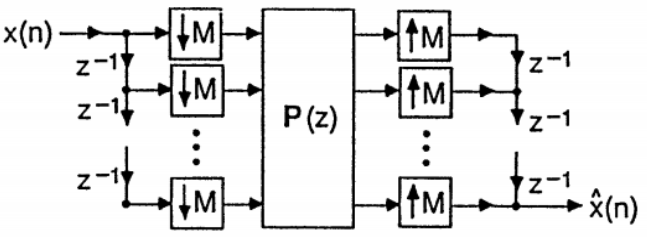 x(n) ↓M ↑M
z⁻¹ z⁻¹
z⁻¹ ↓M ↑M z⁻¹
P(z)
z⁻¹ ↓M ↑M z⁻¹
x̂(n)